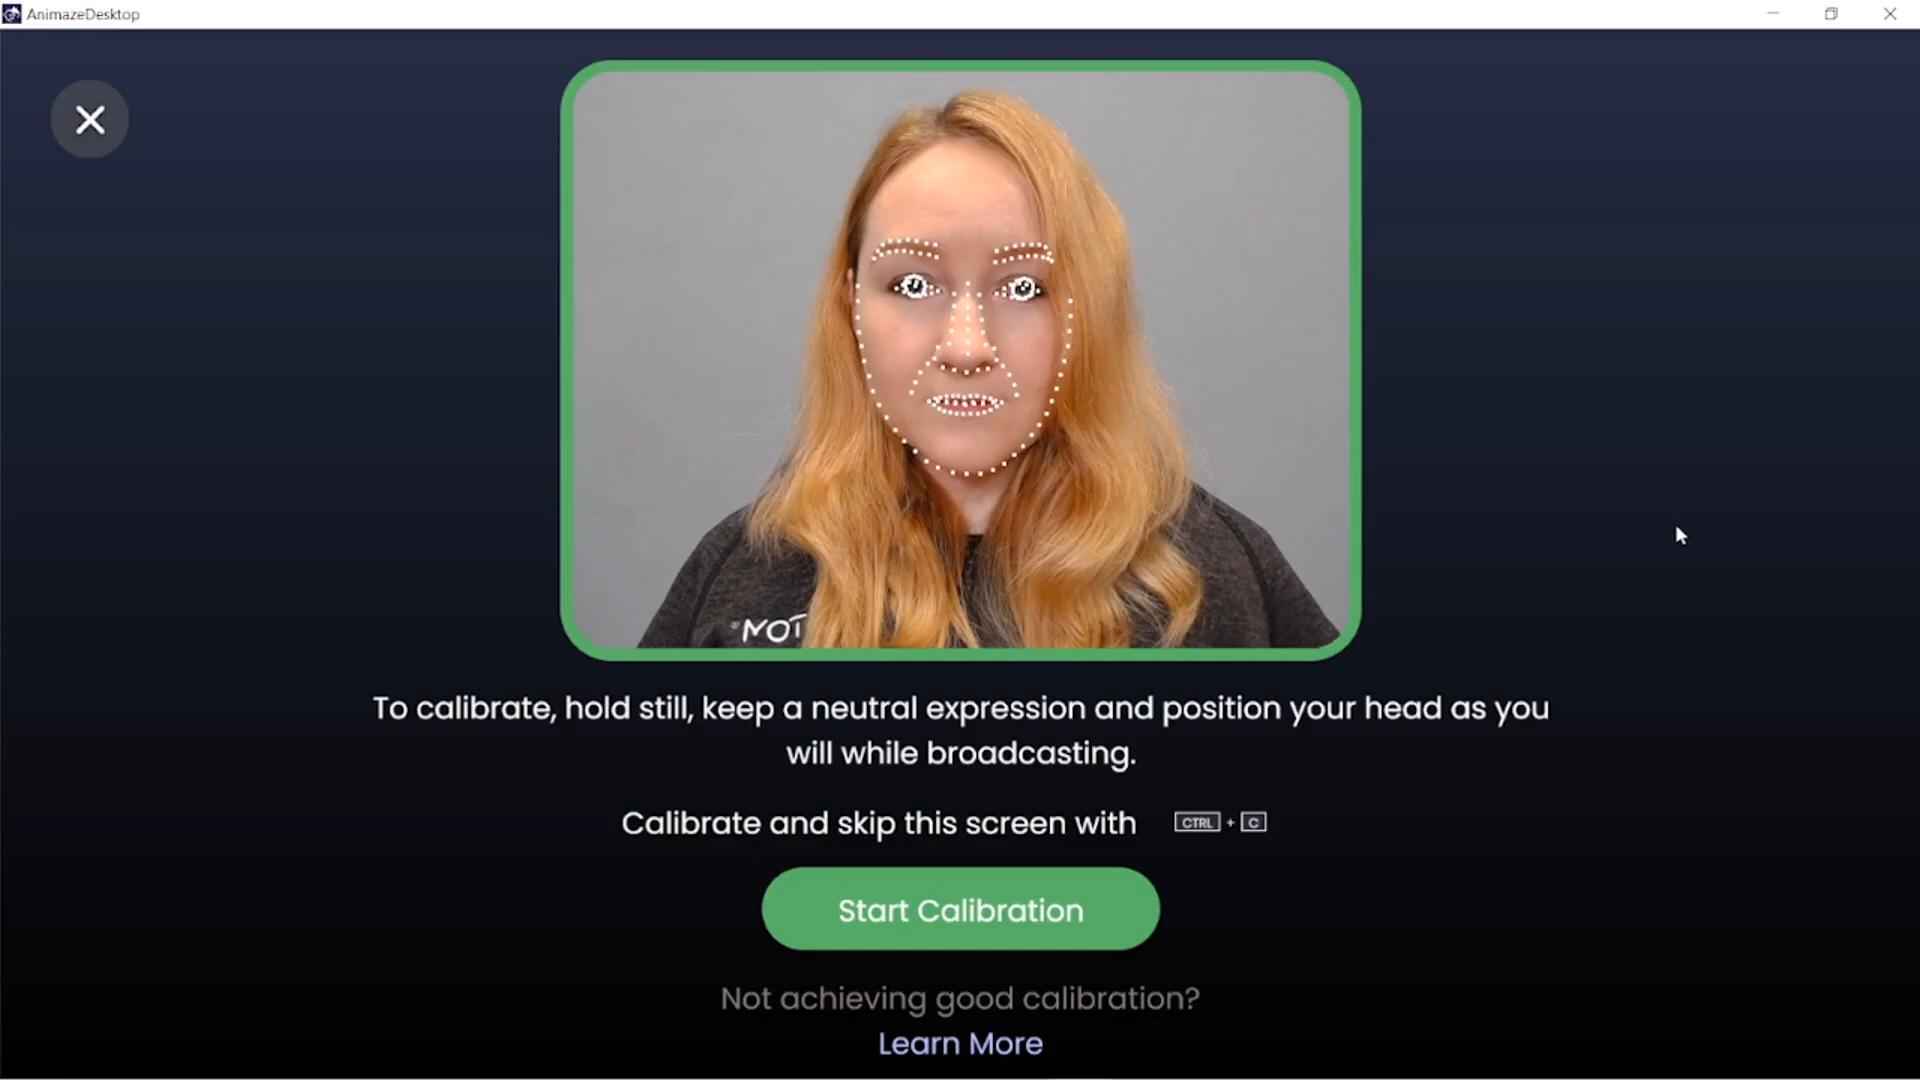 AnimazeDesktop
NOT
To calibrate, hold still, keep a neutral expression and position your head as you
will while broadcasting.
Calibrate and skip this screen with CTRL + C
Start Calibration
Not achieving good calibration?
Learn More